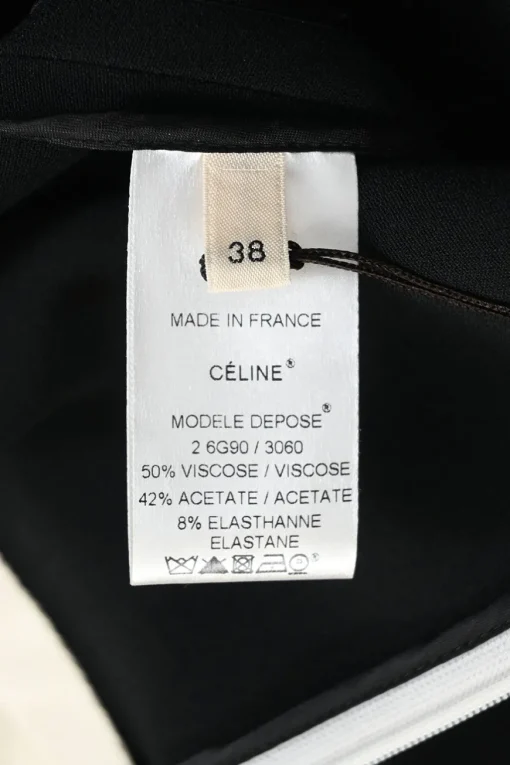 38
MADE IN FRANCE
CÉLINE®
MODELE DEPOSE®
2 6G90 / 3060
50% VISCOSE / VISCOSE
42% ACETATE / ACETATE
8% ELASTHANNE
ELASTANE